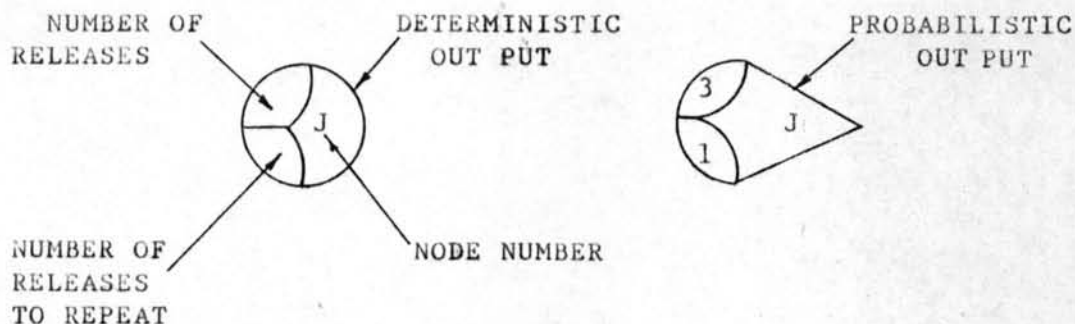 NUMBER OF
RELEASES
DETERMINISTIC
OUT PUT
J
NUMBER OF
RELEASES
TO REPEAT
NODE NUMBER
PROBABILISTIC
OUT PUT
3
J
1